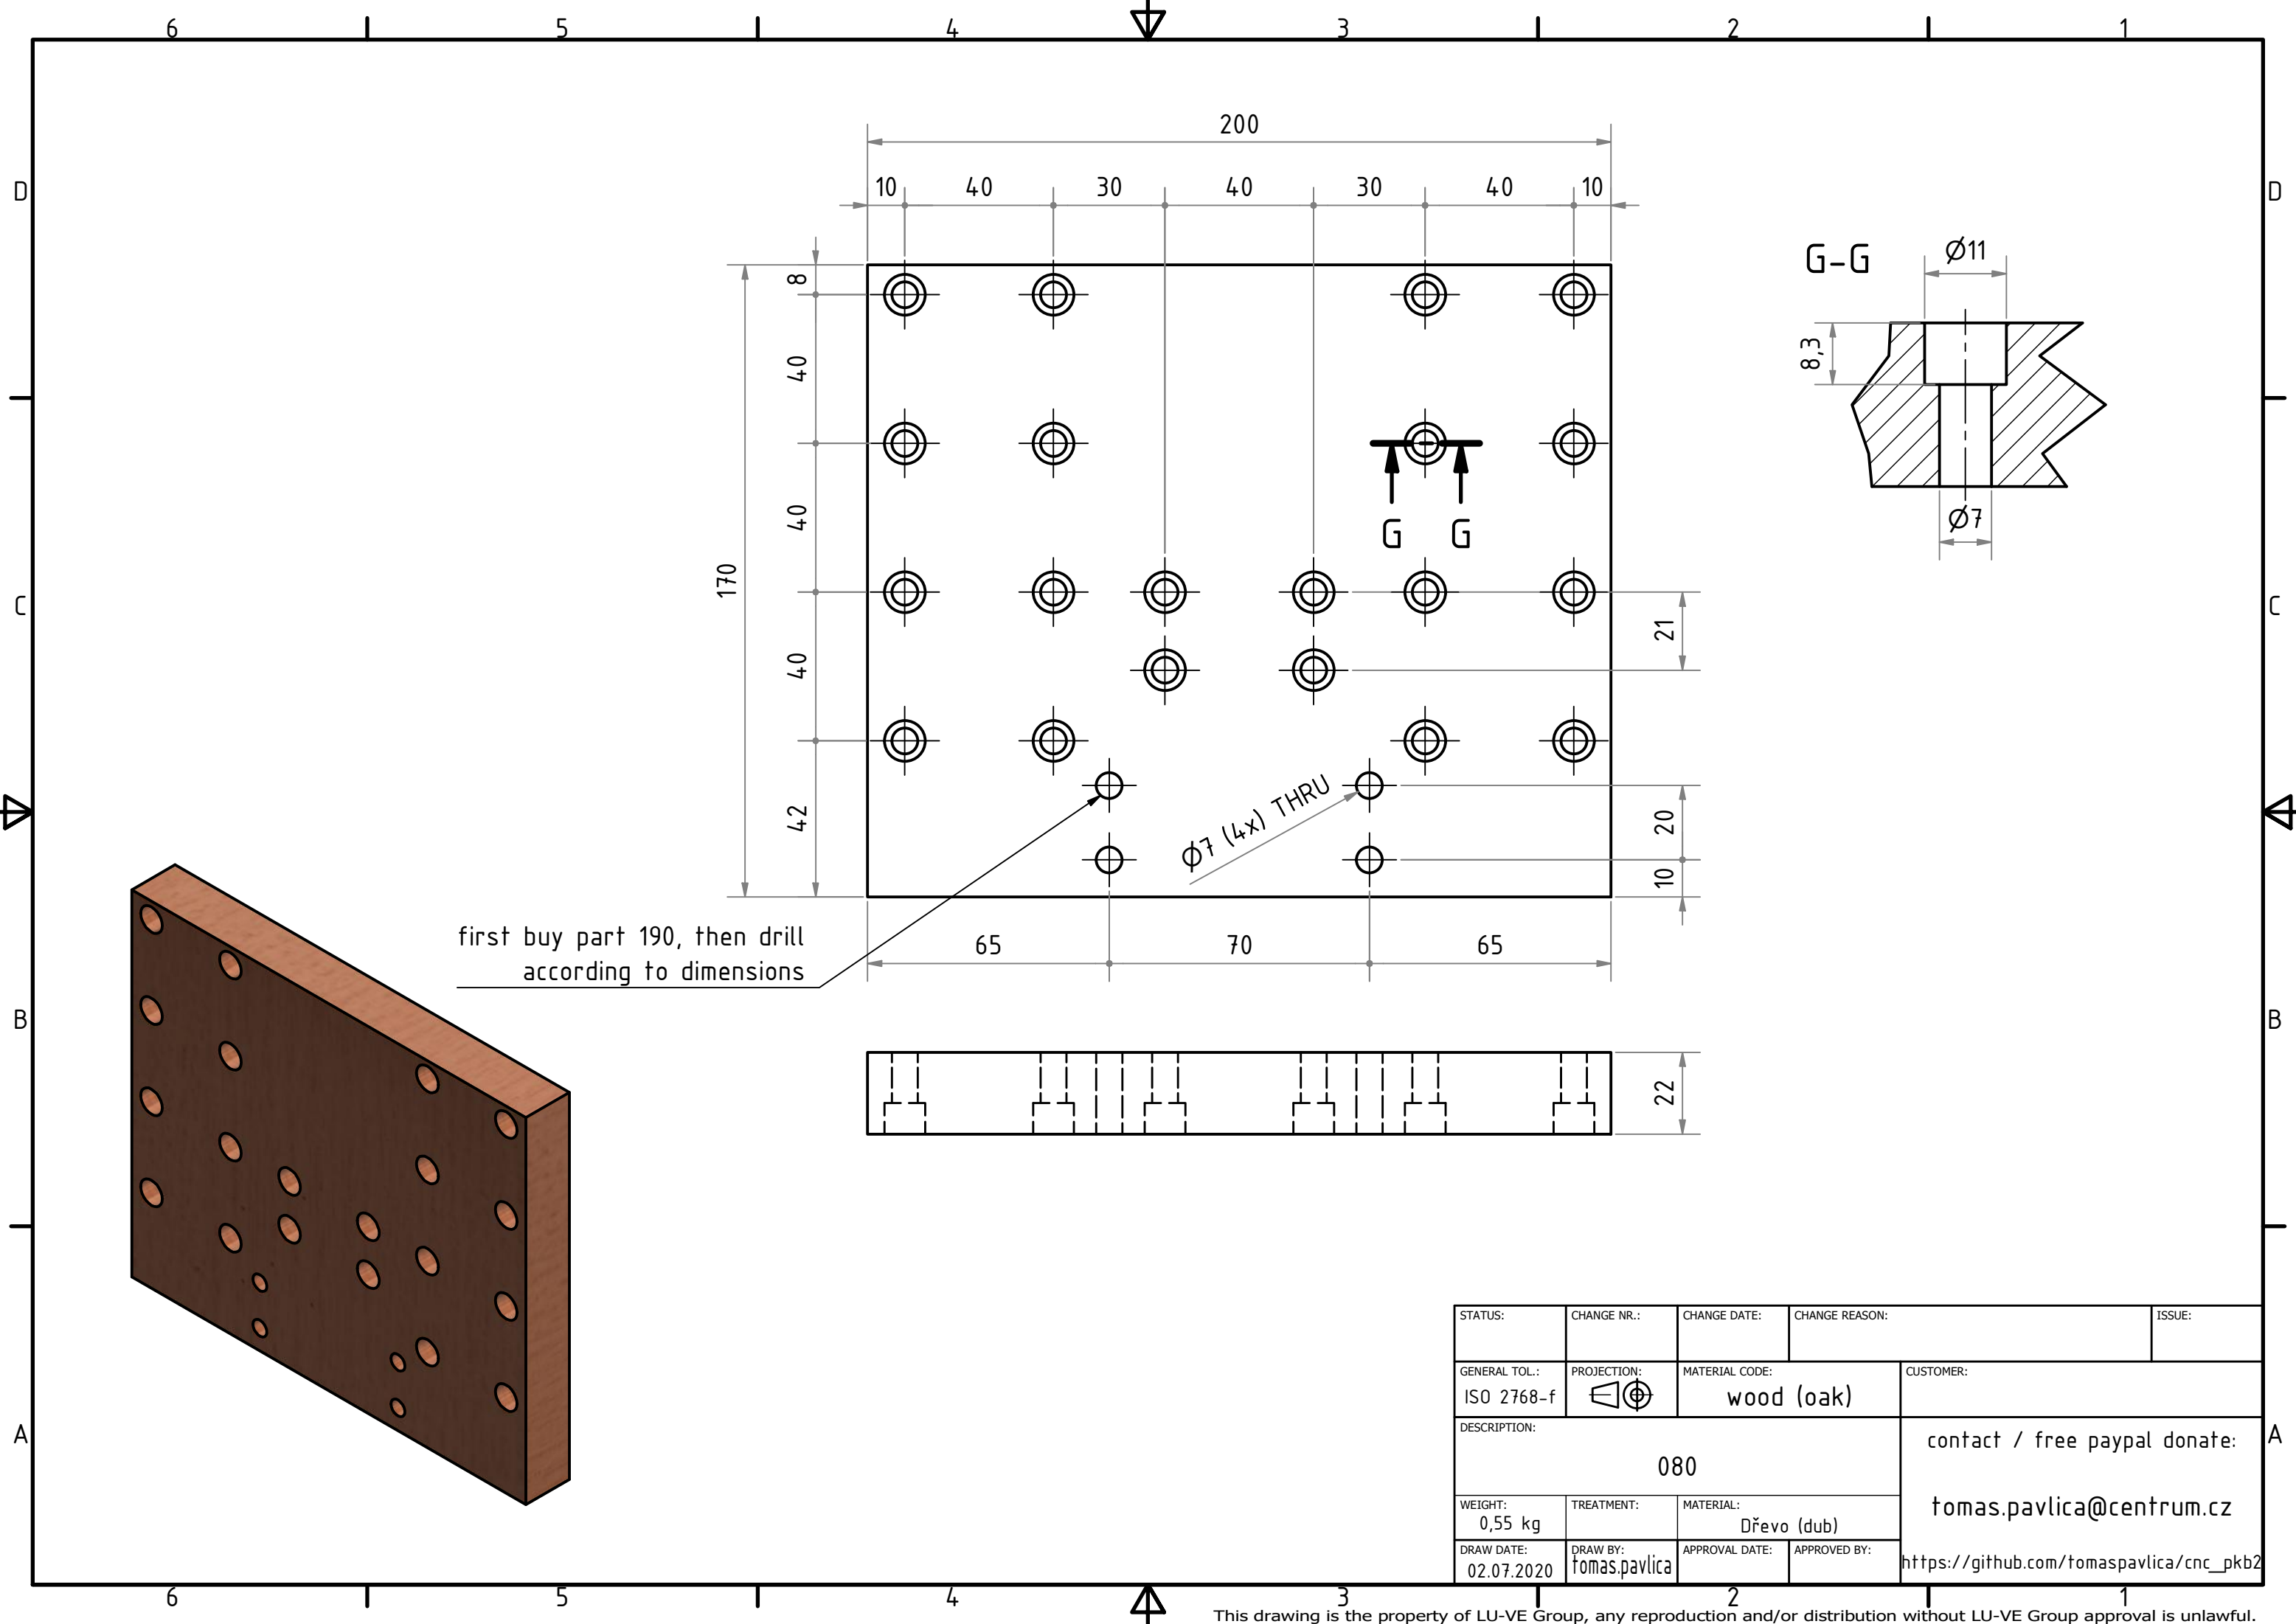 6 5 4 3 2 1
200
10 40 30 40 30 40 10
D D
G-G
Ø11
8
8,3
40
40
G G
Ø7
170
C C
21
40
42
Ø7 (4x) THRU
20
10
first buy part 190, then drill
according to dimensions
65 70 65
B B
22
STATUS: CHANGE NR.: CHANGE DATE: CHANGE REASON: ISSUE:
GENERAL TOL.: PROJECTION: MATERIAL CODE: CUSTOMER:
ISO 2768-f wood (oak)
DESCRIPTION:
080
contact / free paypal donate:
A A
WEIGHT: TREATMENT: MATERIAL:
0,55 kg Dřevo (dub)
tomas.pavlica@centrum.cz
DRAW DATE: DRAW BY: APPROVAL DATE: APPROVED BY:
02.07.2020 tomas.pavlica
https://github.com/tomaspavlica/cnc_pkb2
6 5 4 3 2 1
This drawing is the property of LU-VE Group, any reproduction and/or distribution without LU-VE Group approval is unlawful.